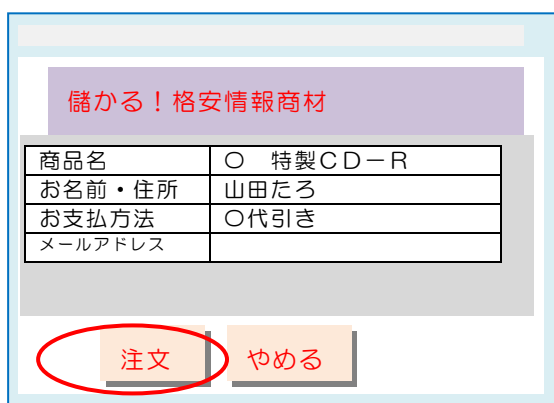 儲かる！格安情報商材
商品名 ○ 特製ＣＤ－Ｒ
お名前・住所 山田たろ
お支払方法 ○代引き
メールアドレス
注文 やめる